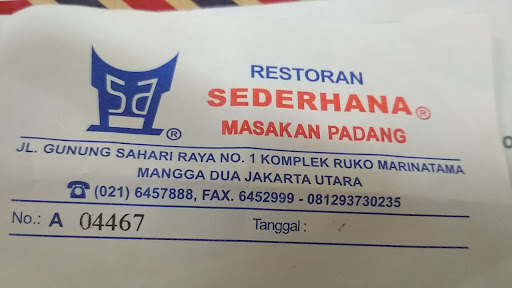 RESTORAN
SEDERHANA®
MASAKAN PADANG
sa ®
JL. GUNUNG SAHARI RAYA NO. 1 KOMPLEK RUKO MARINATAMA
MANGGA DUA JAKARTA UTARA
☎ (021) 6457888, FAX. 6452999 - 081293730235
No.: A 04467 Tanggal :